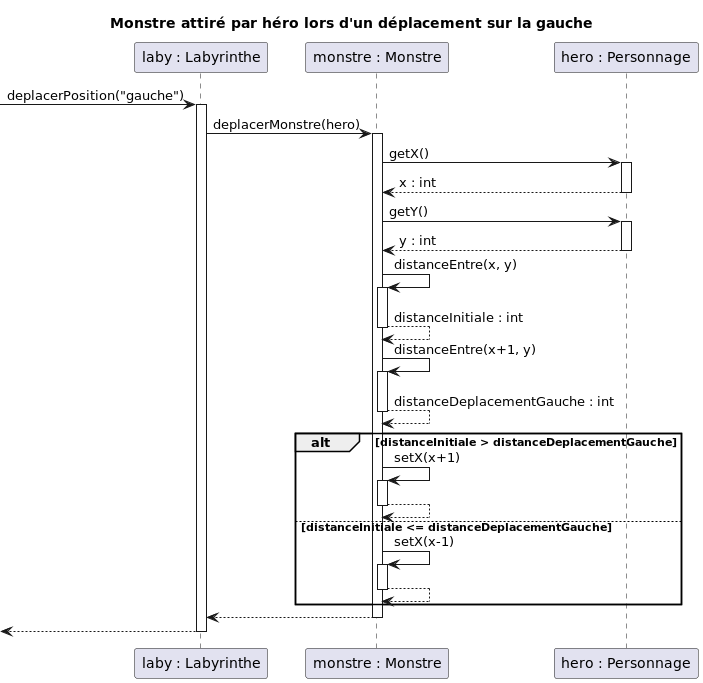 Monstre attiré par héro lors d'un déplacement sur la gauche
laby : Labyrinthe
monstre : Monstre
hero : Personnage
deplacerPosition("gauche")
deplacerMonstre(hero)
getX()
x : int
getY()
y : int
distanceEntre(x, y)
distanceInitiale : int
distanceEntre(x+1, y)
distanceDeplacementGauche : int
alt
[distanceInitiale > distanceDeplacementGauche]
setX(x+1)
[distanceInitiale <= distanceDeplacementGauche]
setX(x-1)
laby : Labyrinthe
monstre : Monstre
hero : Personnage